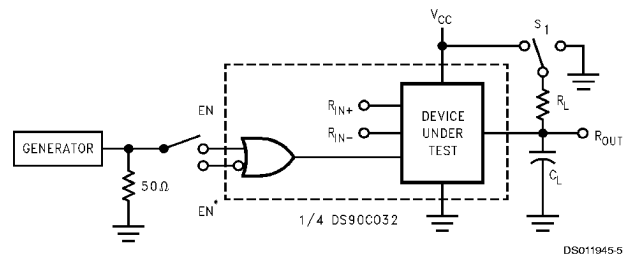 VCC
S1
EN
RIN+
RIN-
DEVICE
UNDER
TEST
RL
ROUT
GENERATOR
50Ω
EN*
CL
1/4 DS90C032
DS011945-5